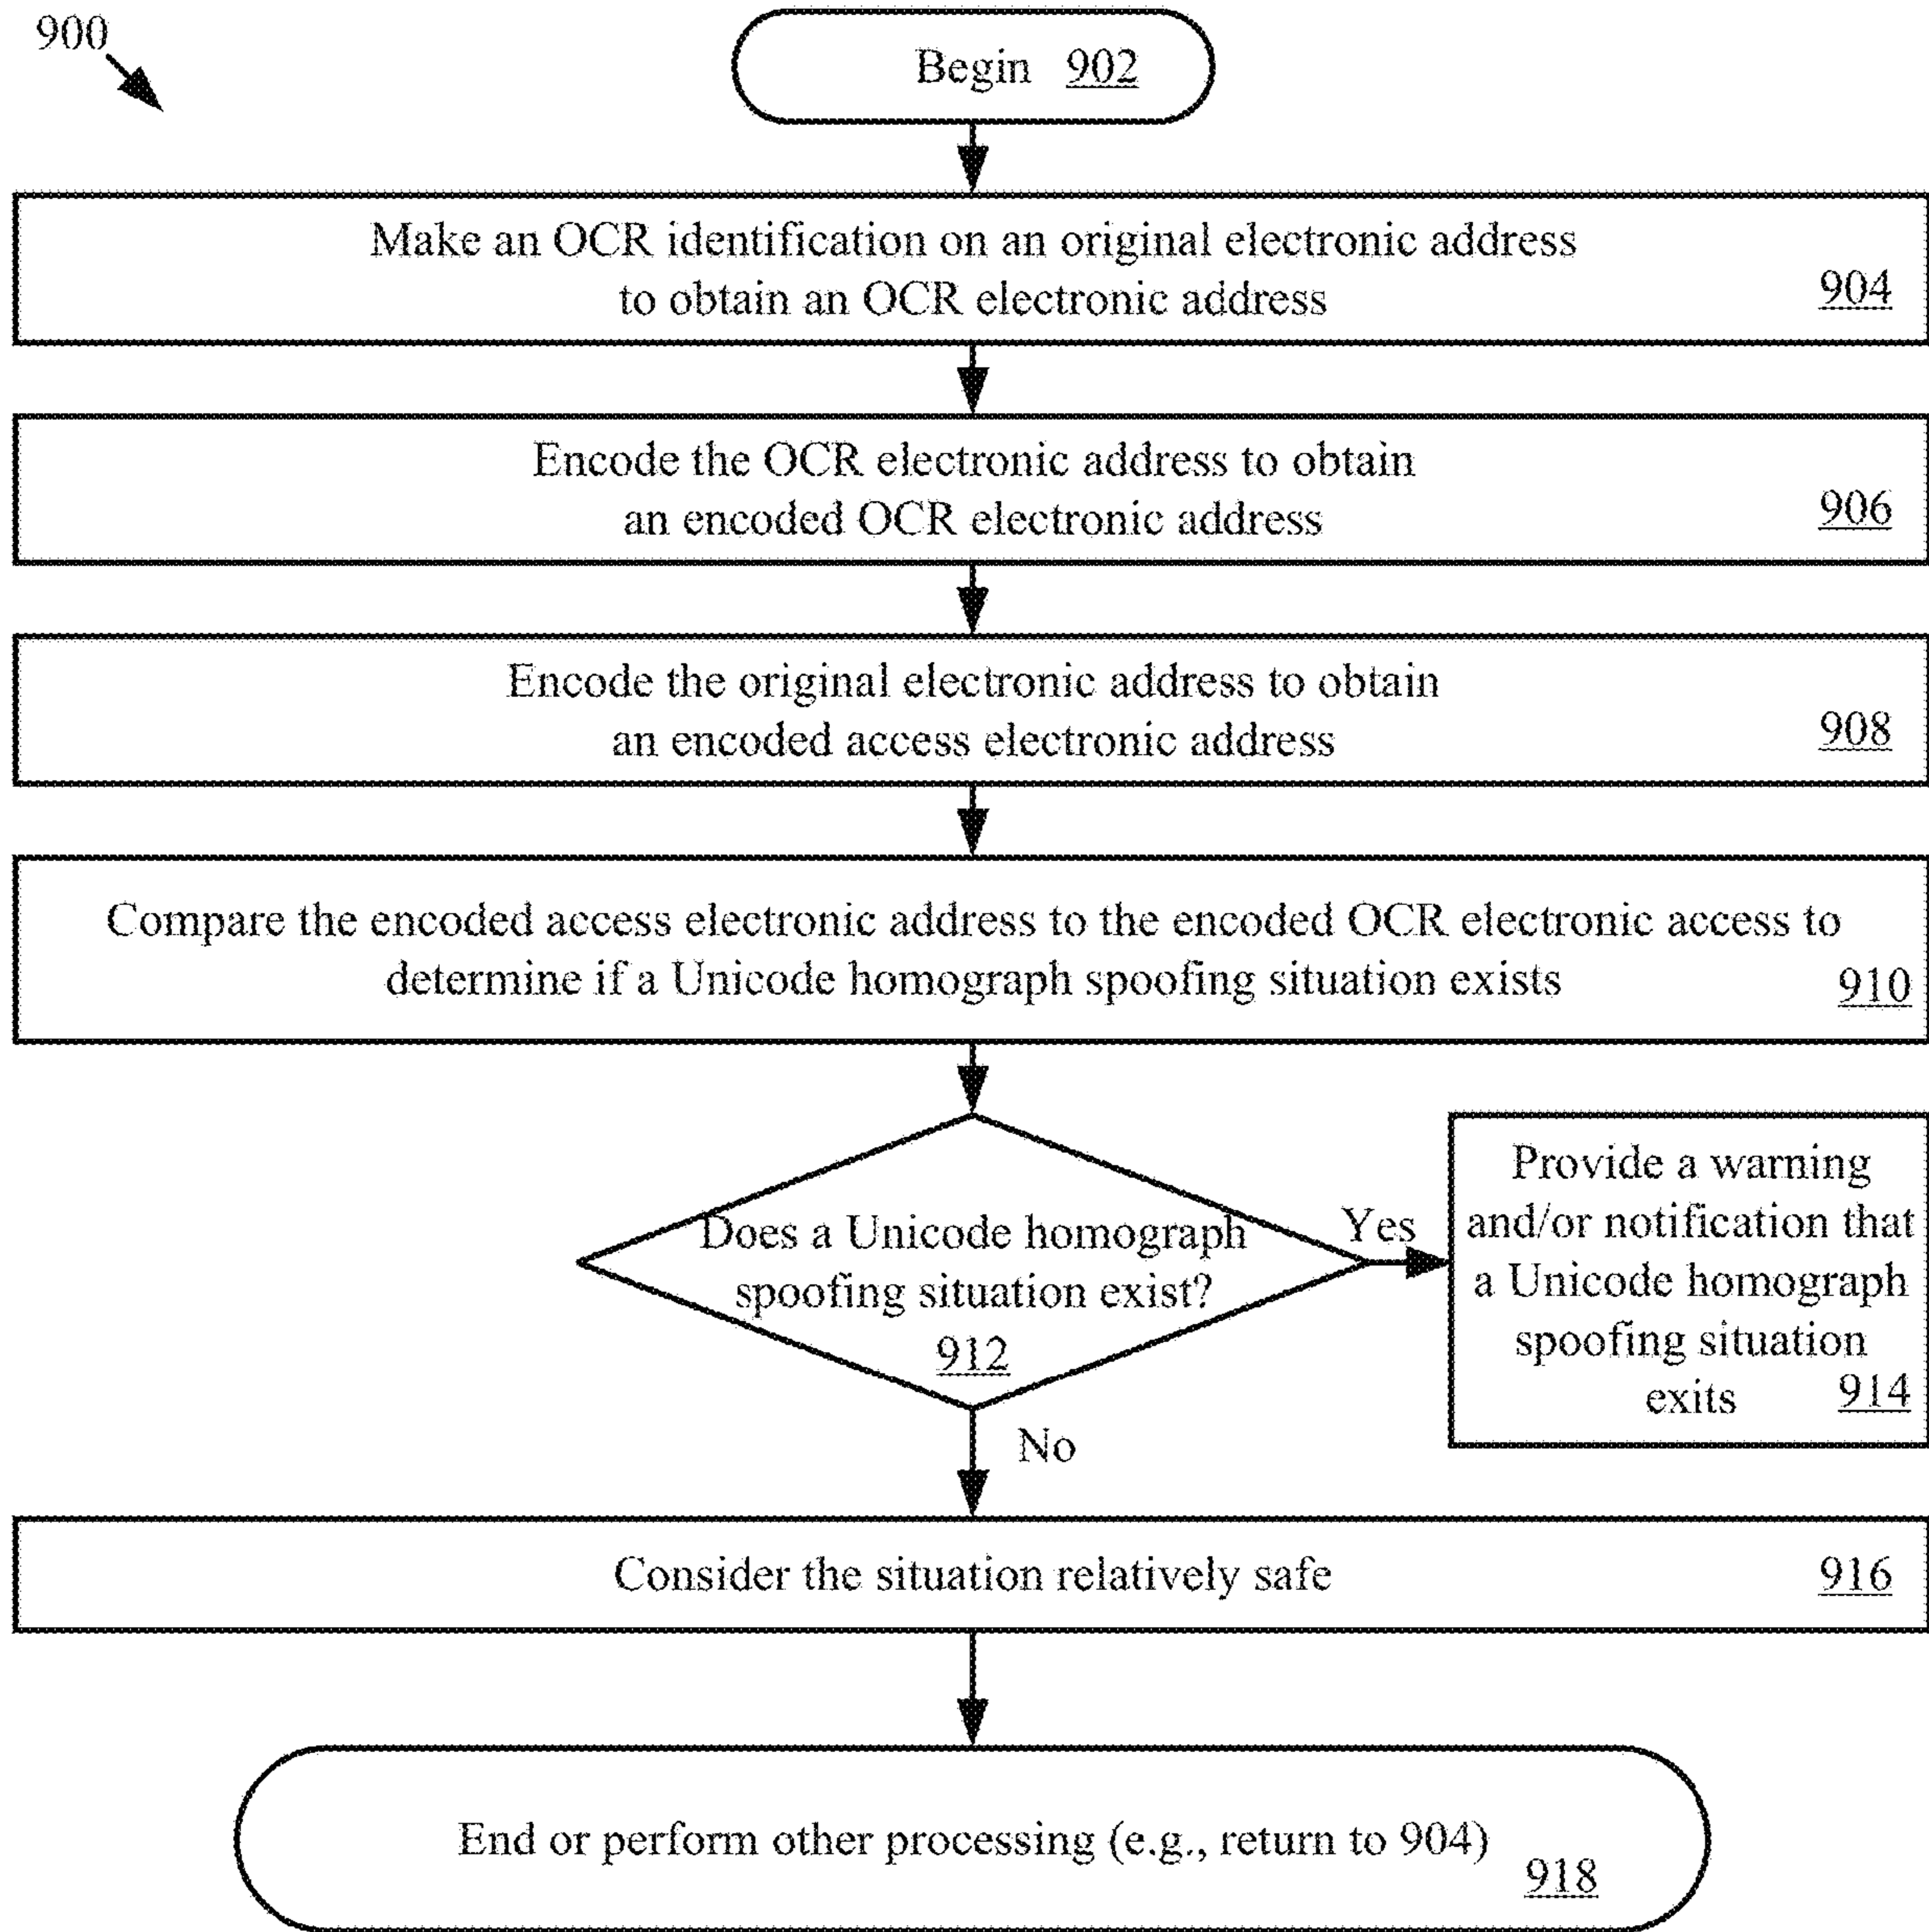 900
Begin 902
Make an OCR identification on an original electronic address
to obtain an OCR electronic address
904
Encode the OCR electronic address to obtain
an encoded OCR electronic address
906
Encode the original electronic address to obtain
an encoded access electronic address
908
Compare the encoded access electronic address to the encoded OCR electronic access to
determine if a Unicode homograph spoofing situation exists
910
Does a Unicode homograph
spoofing situation exist?
912
Yes
Provide a warning
and/or notification that
a Unicode homograph
spoofing situation
exits 914
No
Consider the situation relatively safe 916
End or perform other processing (e.g., return to 904)
918